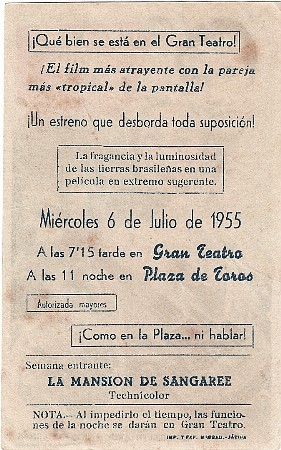 ¡Qué bien se está en el Gran Teatro!
¡El film más atrayente con la pareja
más «tropical» de la pantalla!
¡Un estreno que desborda toda suposición!
La fragancia y la luminosidad
de las tierras brasileñas en una
película en extremo sugerente.
Miércoles 6 de Julio de 1955
A las 7'15 tarde en Gran Teatro
A las 11 noche en Plaza de Toros
Autorizada mayores
¡Como en la Plaza... ni hablar!
Semana entrante:
LA MANSION DE SANGAREE
Technicolor
NOTA.- Al impedirlo el tiempo, las funcio-
nes de la noche se darán en Gran Teatro.
IMP. Y EXP.